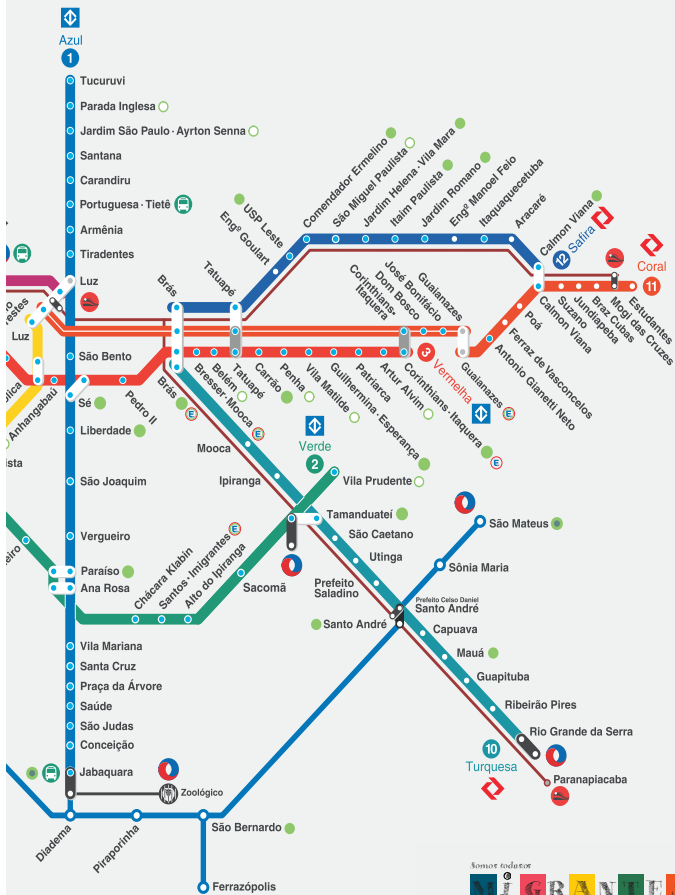 Azul
1
Tucuruvi
Parada Inglesa
Jardim São Paulo · Ayrton Senna
Santana
Carandiru
Portuguesa · Tietê
Armênia
Tiradentes
Luz
Luz
São Bento
Anhangabaú
Sé
Pedro II
Liberdade
São Joaquim
Vergueiro
Paraíso
Ana Rosa
Vila Mariana
Santa Cruz
Praça da Árvore
Saúde
São Judas
Conceição
Jabaquara
Zoológico
Diadema
Piraporinha
São Bernardo
Ferrazópolis
Brás
Tatuapé
Engº Goulart
USP Leste
Comendador Ermelino
São Miguel Paulista
Jardim Helena · Vila Mara
Itaim Paulista
Jardim Romano
Engº Manoel Feio
Itaquaquecetuba
Aracaré
Calmon Viana
12
Safira
Coral
11
Corinthians-
Itaquera
Dom Bosco
José Bonifácio
Guaianazes
Calmon Viana
Suzano
Jundiapeba
Braz Cubas
Mogi das Cruzes
Estudantes
Poá
Ferraz de Vasconcelos
Antonio Gianetti Neto
Guaianazes
3
Vermelha
Brás
Bresser · Mooca
Belém
Tatuapé
Carrão
Penha
Vila Matilde
Guilhermina · Esperança
Patriarca
Artur Alvim
Corinthians · Itaquera
E
E
E
E
E
Mooca
Ipiranga
Verde
2
Vila Prudente
Tamanduateí
São Caetano
Utinga
Prefeito
Saladino
Chácara Klabin
Santos · Imigrantes
Alto do Ipiranga
Sacomã
São Mateus
Sônia Maria
Prefeito Celso Daniel
Santo André
Santo André
Capuava
Mauá
Guapituba
Ribeirão Pires
Rio Grande da Serra
10
Turquesa
Paranapiacaba
Somos todos
MIGRANTE